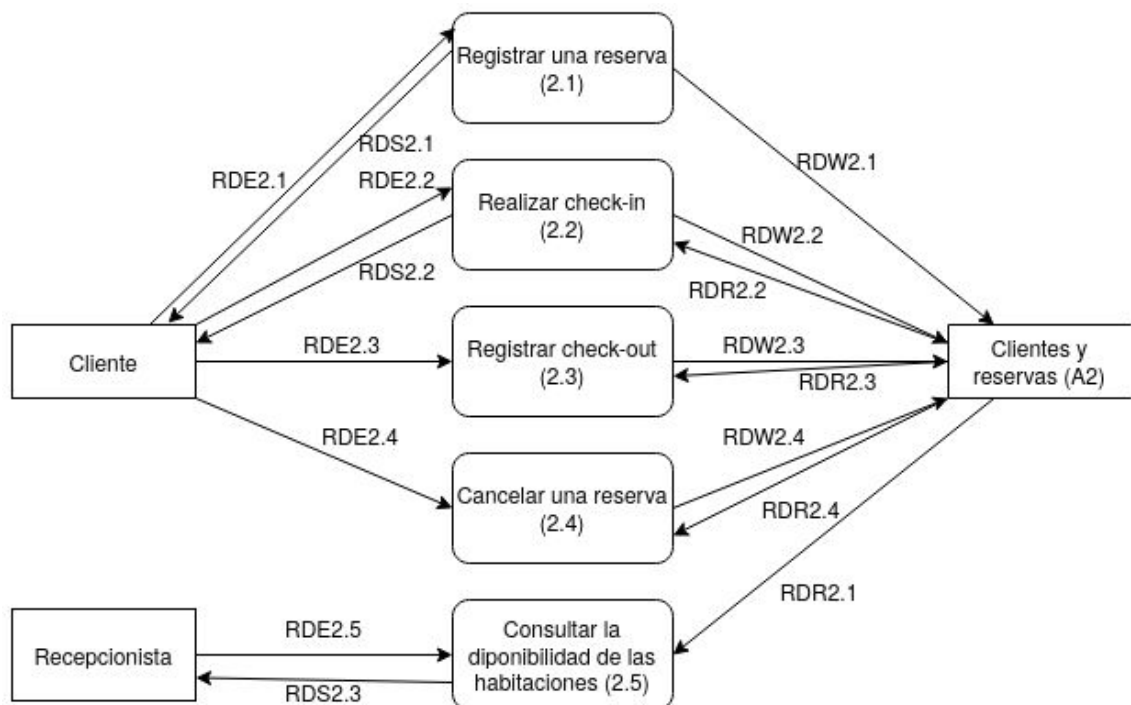 Registrar una reserva
(2.1)
RDE2.1
RDS2.1
RDW2.1
RDE2.2
Realizar check-in
(2.2)
RDW2.2
RDS2.2
RDR2.2
Cliente
RDE2.3
Registrar check-out
(2.3)
RDW2.3
RDR2.3
Clientes y
reservas (A2)
RDE2.4
RDW2.4
Cancelar una reserva
(2.4)
RDR2.4
RDR2.1
Recepcionista
RDE2.5
RDS2.3
Consultar la
diponibilidad de las
habitaciones (2.5)